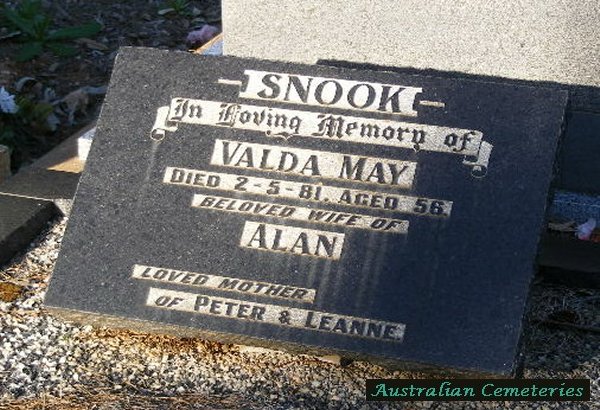 SNOOK
In Loving Memory of
VALDA MAY
DIED 2-5-81. AGED 56.
BELOVED WIFE OF
ALAN
LOVED MOTHER
OF PETER & LEANNE.
Australian Cemeteries